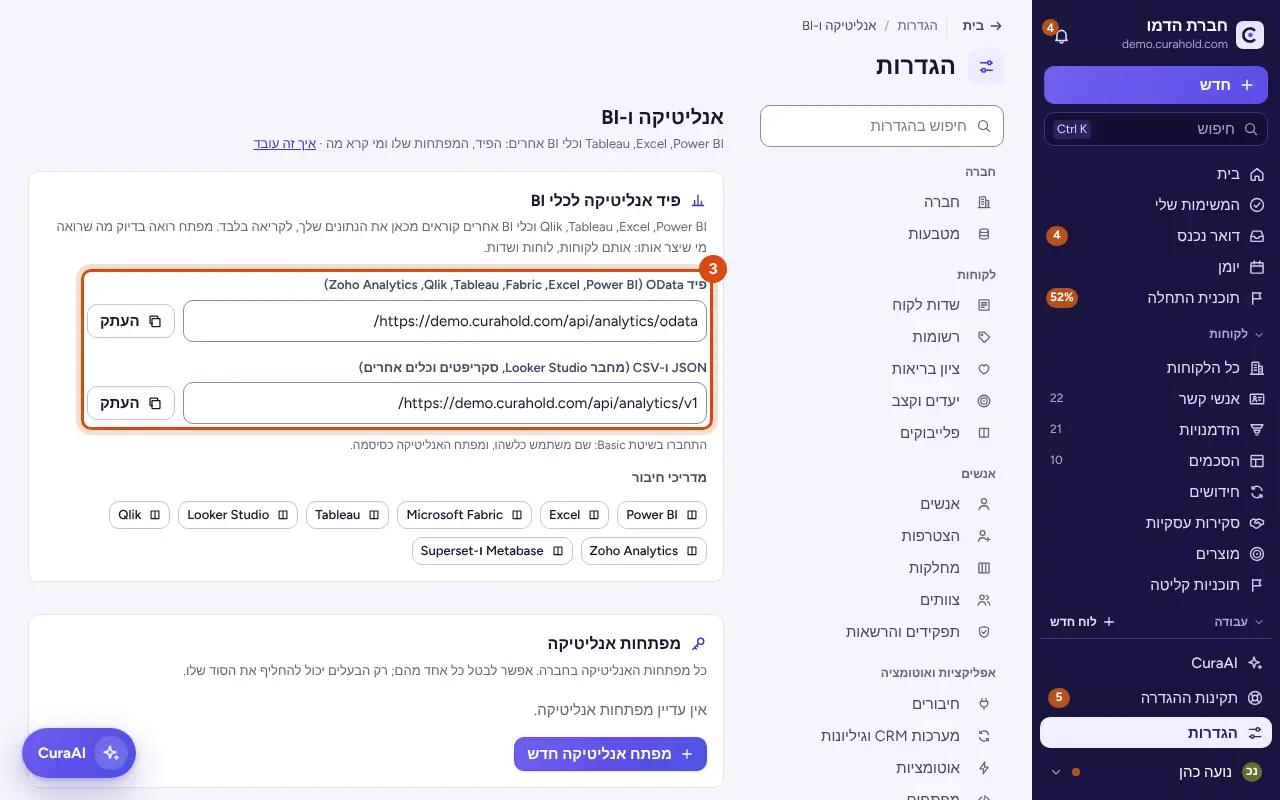 חברת הדמו
demo.curahold.com
4
חדש
חיפוש
Ctrl K
בית
המשימות שלי
דואר נכנס
4
יומן
תוכנית התחלה
52%
לקוחות
כל הלקוחות
אנשי קשר
22
הזדמנויות
21
הסכמים
10
חידושים
סקירות עסקיות
מוצרים
תוכניות קליטה
עבודה
לוח חדש
CuraAI
תקינות ההגדרה
5
הגדרות
נכ
נועה כהן
בית
הגדרות / אנליטיקה ו-BI
הגדרות
חיפוש בהגדרות
חברה
חברה
מטבעות
לקוחות
שדות לקוח
רשומות
ציון בריאות
יעדים וקצב
פלייבוקים
אנשים
אנשים
הצטרפות
מחלקות
צוותים
תפקידים והרשאות
אפליקציות ואוטומציה
חיבורים
מערכות CRM וגיליונות
אוטומציות
מפתחים
אנליטיקה ו-BI
Power BI, ‏Excel, ‏Tableau וכלי BI אחרים: הפיד, המפתחות שלו ומי קרא מה · איך זה עובד
פיד אנליטיקה לכלי BI
Power BI, ‏Excel, ‏Tableau, ‏Qlik וכלי BI אחרים קוראים מכאן את הנתונים שלך, לקריאה בלבד. מפתח רואה בדיוק מה שרואה
מי שיצר אותו: אותם לקוחות, לוחות ושדות.
3
פיד OData (Power BI, ‏Excel, ‏Fabric, ‏Tableau, ‏Qlik, ‏Zoho Analytics)
https://demo.curahold.com/api/analytics/odata/
העתק
JSON ו-CSV (מחבר Looker Studio, סקריפטים וכלים אחרים)
https://demo.curahold.com/api/analytics/v1/
העתק
התחברו בשיטת Basic: שם משתמש כלשהו, ומפתח האנליטיקה כסיסמה.
מדריכי חיבור
Power BI
Excel
Microsoft Fabric
Tableau
Looker Studio
Qlik
Zoho Analytics
Metabase ו-Superset
מפתחות אנליטיקה
כל מפתחות האנליטיקה בחברה. אפשר לבטל כל אחד מהם; רק הבעלים יכול להחליף את הסוד שלו.
אין עדיין מפתחות אנליטיקה.
מפתח אנליטיקה חדש
CuraAI